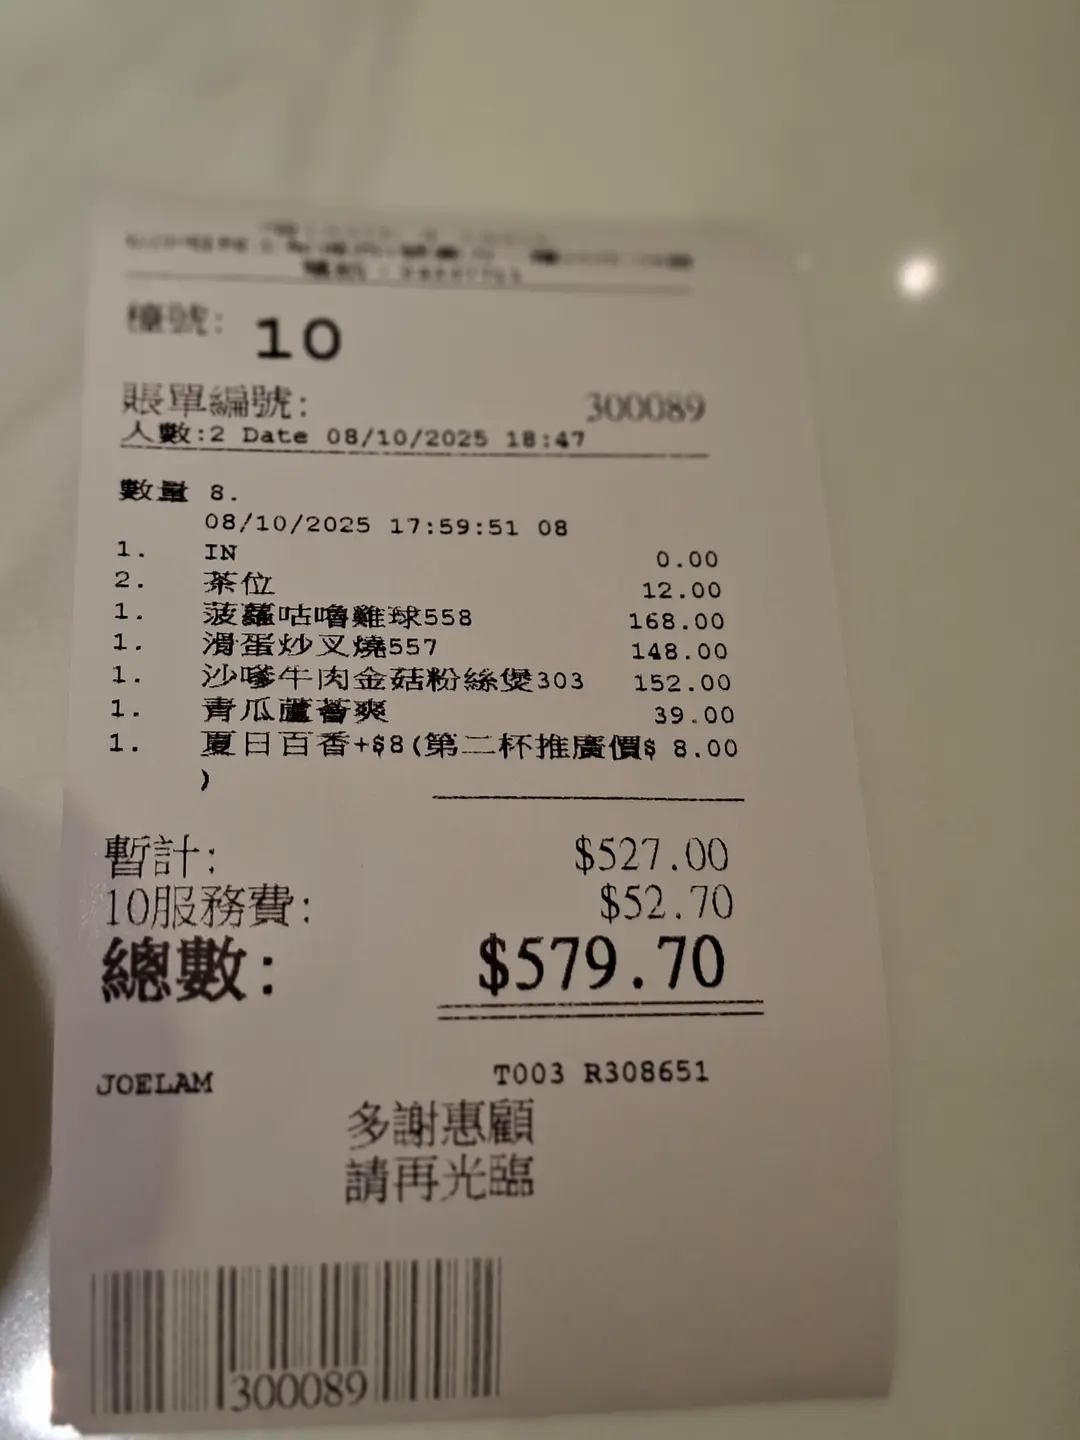 檯號: 10
賬單編號: 300089
人數:2 Date 08/10/2025 18:47
數量 8.
08/10/2025 17:59:51 08
1. IN 0.00
2. 茶位 12.00
1. 菠蘿咕嚕雞球558 168.00
1. 滑蛋炒叉燒557 148.00
1. 沙嗲牛肉金菇粉絲煲303 152.00
1. 青瓜蘆薈爽 39.00
1. 夏日百香+$8(第二杯推廣價$ 8.00
)
暫計: $527.00
10服務費: $52.70
總數: $579.70
JOELAM T003 R308651
多謝惠顧
請再光臨
300089